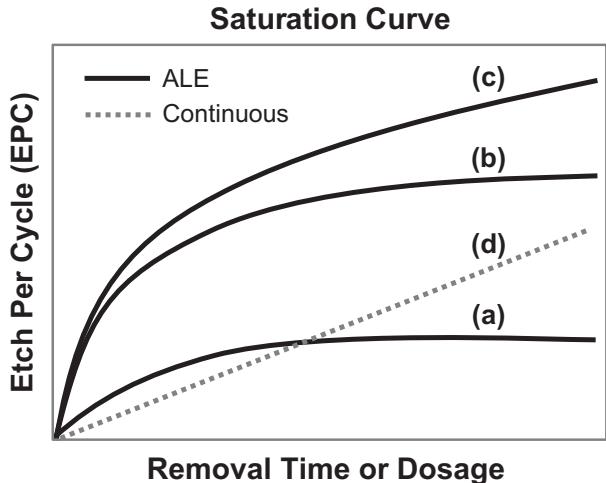 Saturation Curve
ALE
Continuous
(c)
(b)
(d)
(a)
Etch Per Cycle (EPC)
Removal Time or Dosage